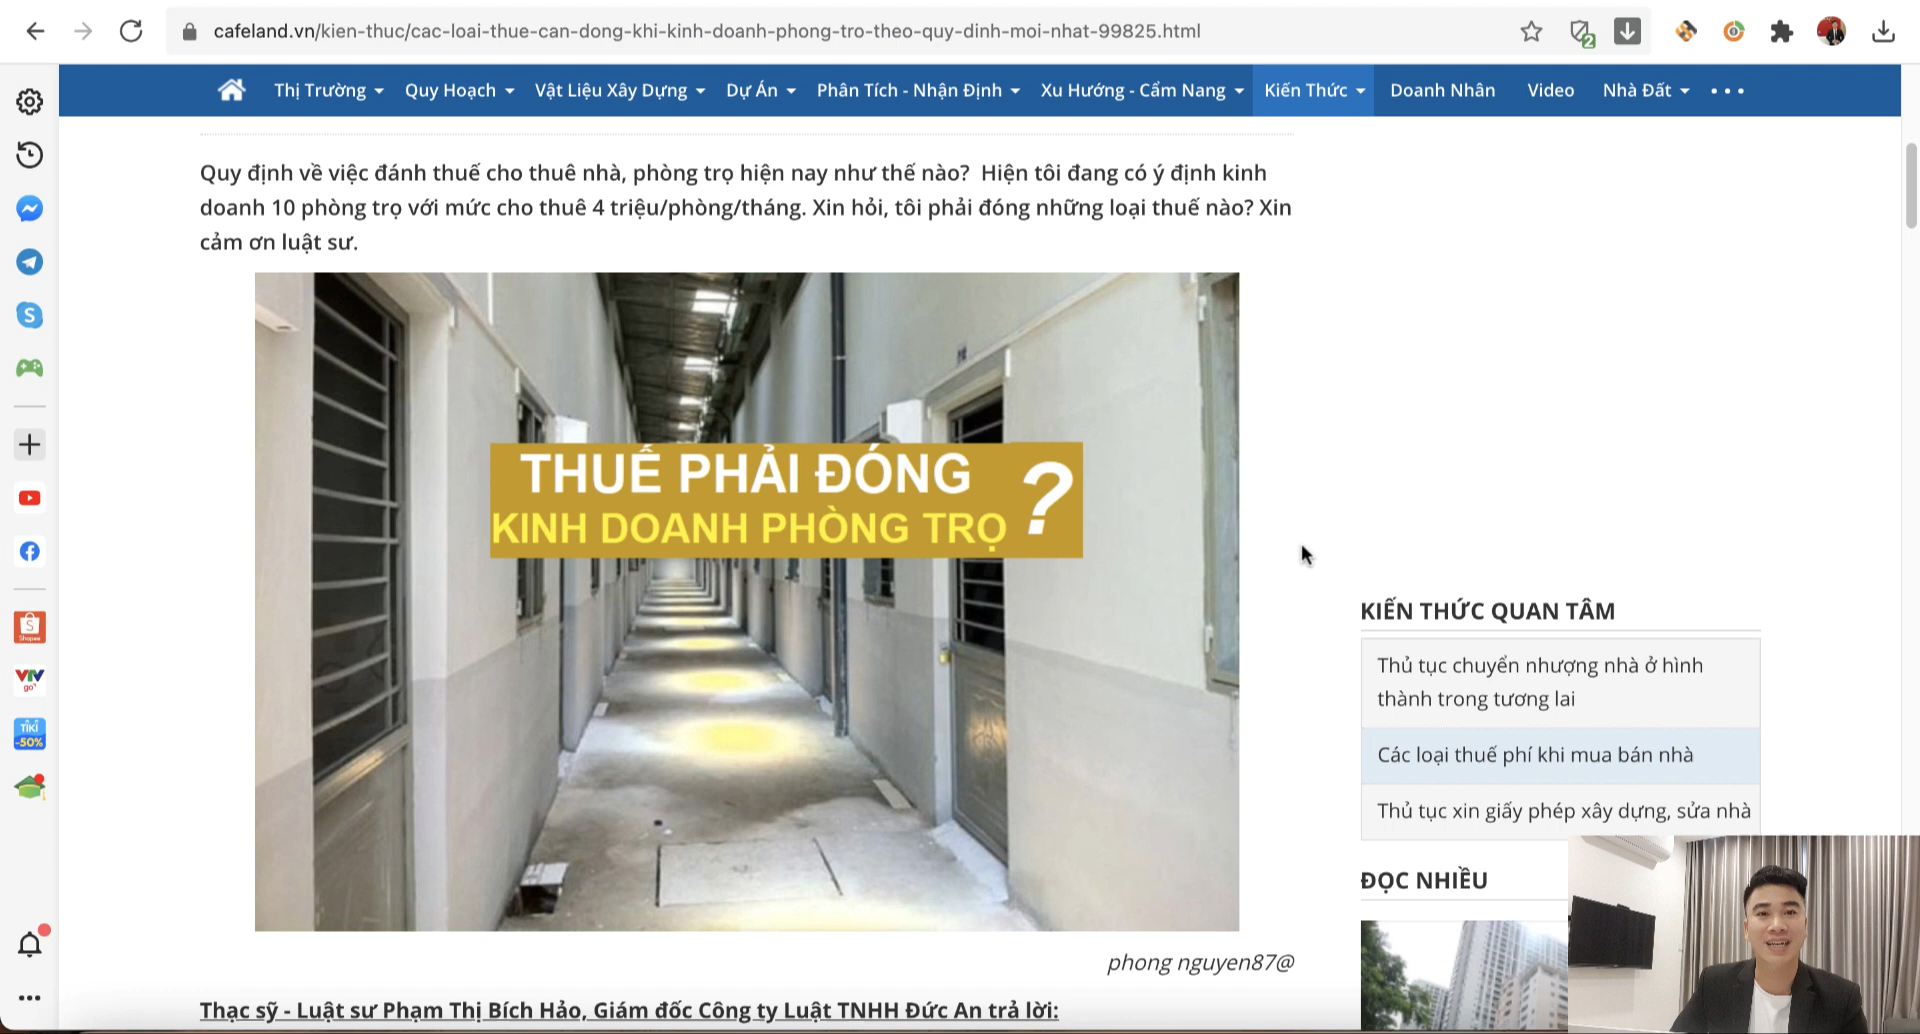 cafeland.vn/kien-thuc/cac-loai-thue-can-dong-khi-kinh-doanh-phong-tro-theo-quy-dinh-moi-nhat-99825.html
2
Thị Trường
Quy Hoạch
Vật Liệu Xây Dựng
Dự Án
Phân Tích - Nhận Định
Xu Hướng - Cẩm Nang
Kiến Thức
Doanh Nhân
Video
Nhà Đất
Quy định về việc đánh thuế cho thuê nhà, phòng trọ hiện nay như thế nào?  Hiện tôi đang có ý định kinh
doanh 10 phòng trọ với mức cho thuê 4 triệu/phòng/tháng. Xin hỏi, tôi phải đóng những loại thuế nào? Xin
cảm ơn luật sư.
THUẾ PHẢI ĐÓNG
KINH DOANH PHÒNG TRỌ
?
phong nguyen87@
Thạc sỹ - Luật sư Phạm Thị Bích Hảo, Giám đốc Công ty Luật TNHH Đức An trả lời:
KIẾN THỨC QUAN TÂM
Thủ tục chuyển nhượng nhà ở hình
thành trong tương lai
Các loại thuế phí khi mua bán nhà
Thủ tục xin giấy phép xây dựng, sửa nhà
ĐỌC NHIỀU
S
S
Shopee
VTV
go
TIKI
-50%